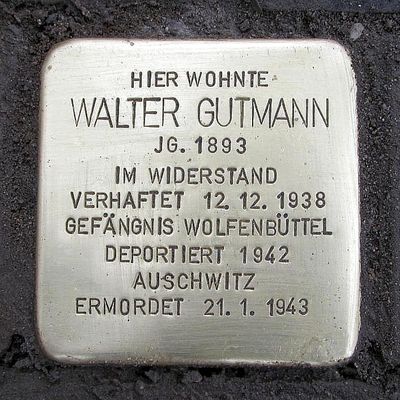 HIER WOHNTE
WALTER GUTMANN
JG. 1893
IM WIDERSTAND
VERHAFTET 12.12.1938
GEFÄNGNIS WOLFENBÜTTEL
DEPORTIERT 1942
AUSCHWITZ
ERMORDET 21.1.1943